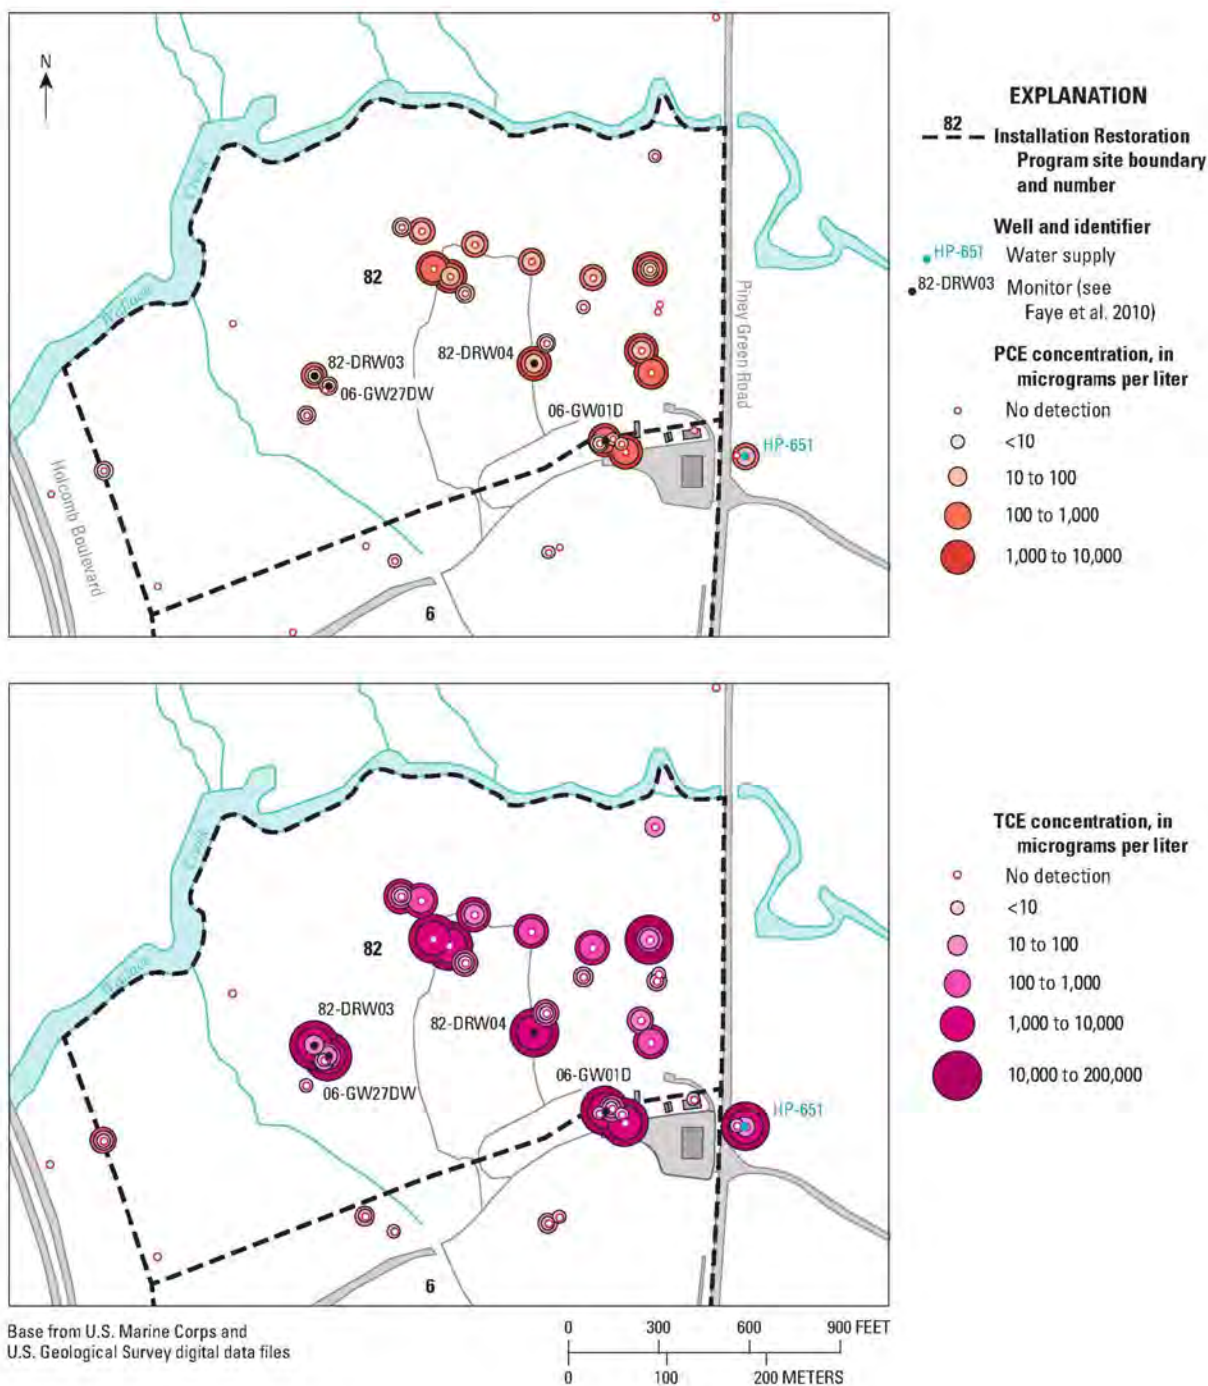 N
EXPLANATION
82
Installation Restoration
Program site boundary
and number
Well and identifier
HP-651
Water supply
82-DRW03
Monitor (see
Faye et al. 2010)
PCE concentration, in
micrograms per liter
No detection
<10
10 to 100
100 to 1,000
1,000 to 10,000
Wallace
Creek
82
82-DRW03
06-GW27DW
82-DRW04
06-GW01D
HP-651
Piney Green Road
Holcomb Boulevard
6
TCE concentration, in
micrograms per liter
No detection
<10
10 to 100
100 to 1,000
1,000 to 10,000
10,000 to 200,000
Wallace
Creek
82
82-DRW03
06-GW27DW
82-DRW04
06-GW01D
HP-651
6
Base from U.S. Marine Corps and
U.S. Geological Survey digital data files
0 300 600 900 FEET
0 100 200 METERS